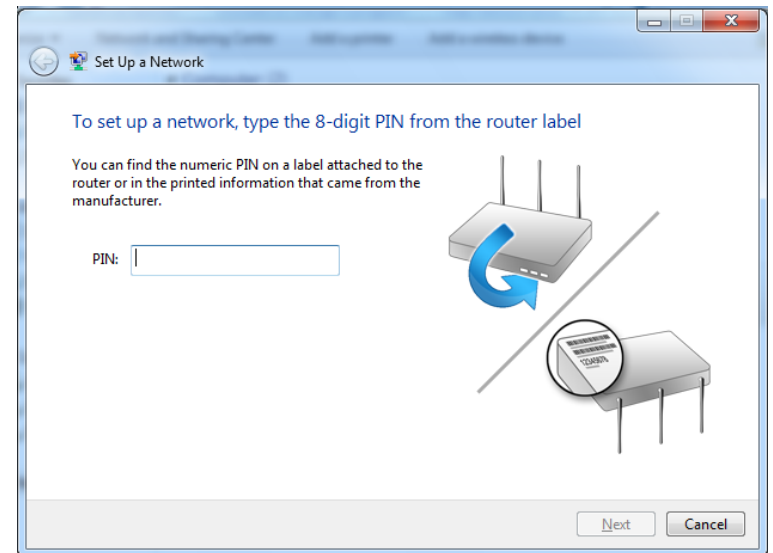 Set Up a Network
To set up a network, type the 8-digit PIN from the router label
You can find the numeric PIN on a label attached to the
router or in the printed information that came from the
manufacturer.
PIN:
12345678
Next
Cancel